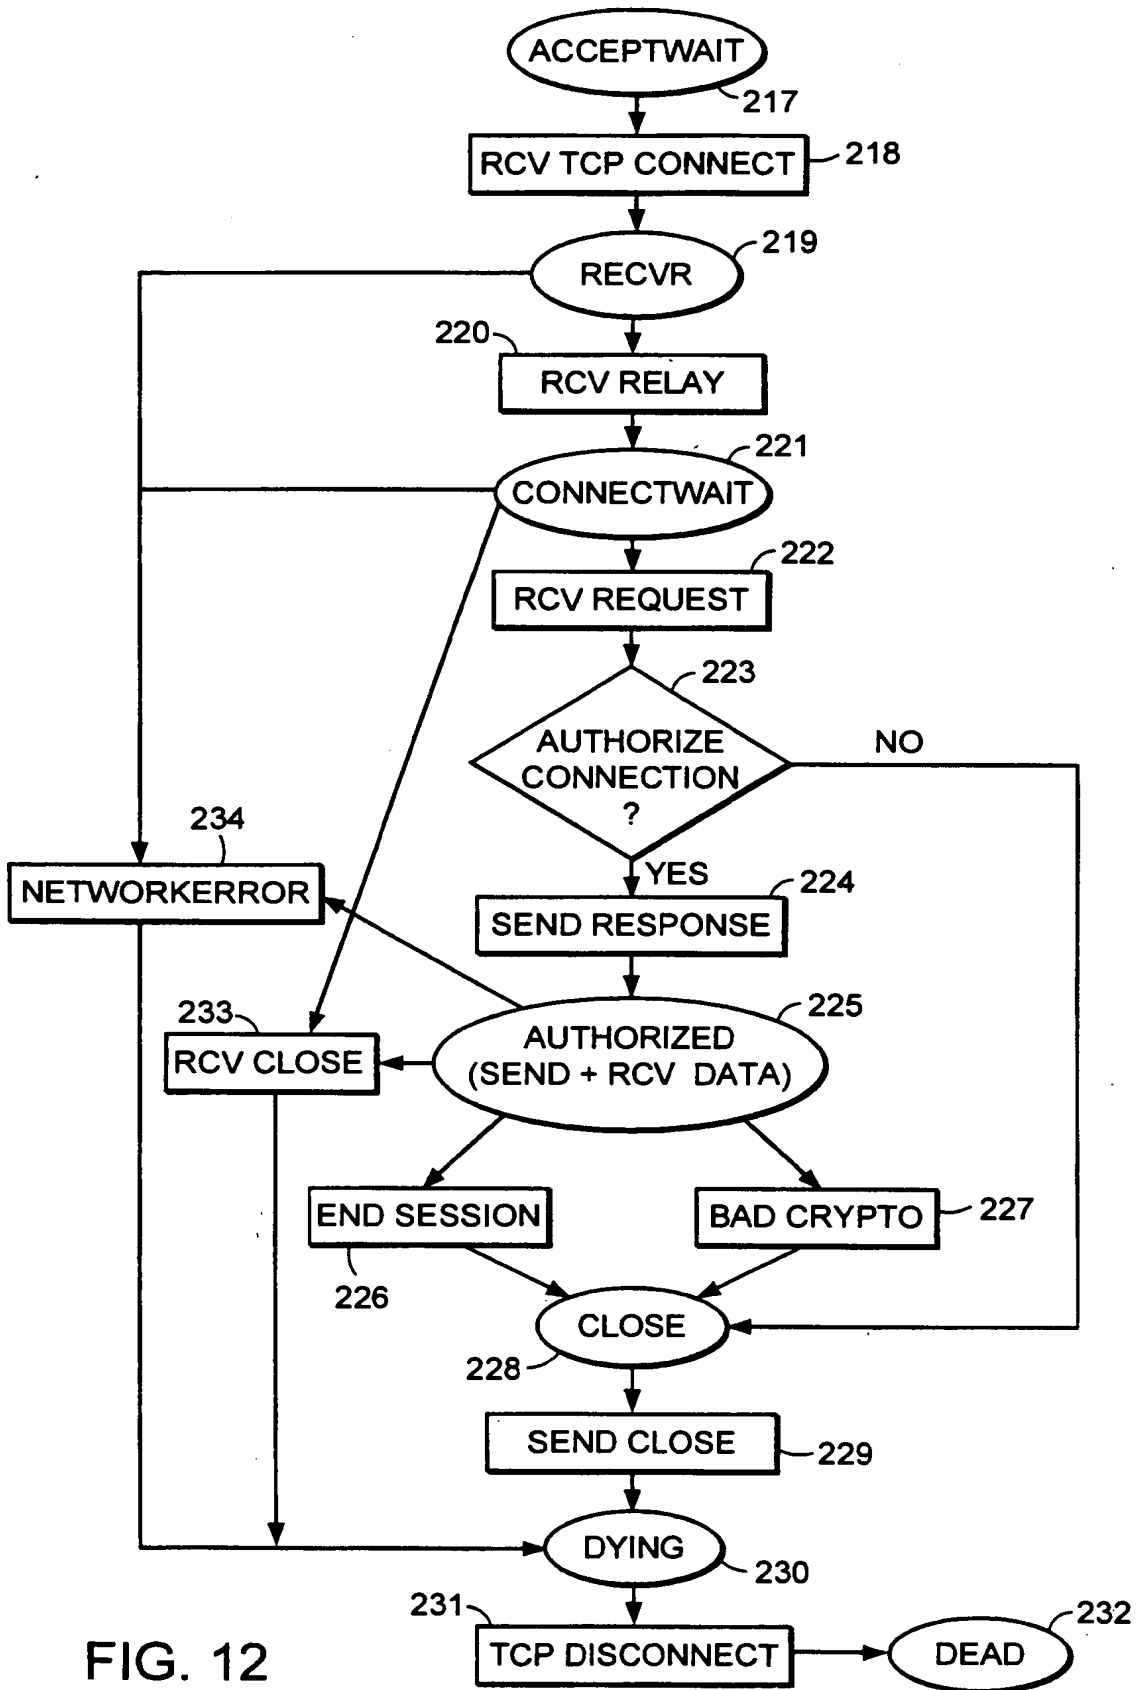 ACCEPTWAIT
217
RCV TCP CONNECT
218
219
RECVR
220
RCV RELAY
221
CONNECTWAIT
222
RCV REQUEST
223
AUTHORIZE
CONNECTION
?
NO
YES
234
NETWORKERROR
224
SEND RESPONSE
233
RCV CLOSE
225
AUTHORIZED
(SEND + RCV DATA)
END SESSION
226
BAD CRYPTO
227
CLOSE
228
SEND CLOSE
229
DYING
230
231
TCP DISCONNECT
232
DEAD
FIG. 12